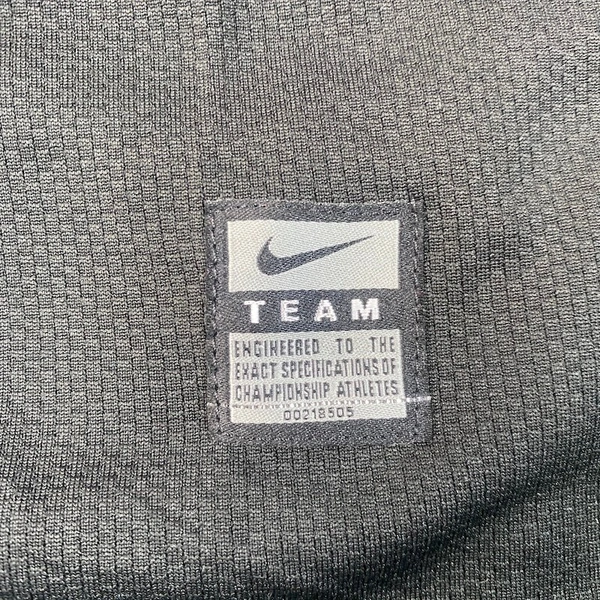 TEAM
ENGINEERED TO THE
EXACT SPECIFICATIONS OF
CHAMPIONSHIP ATHLETES
00218505